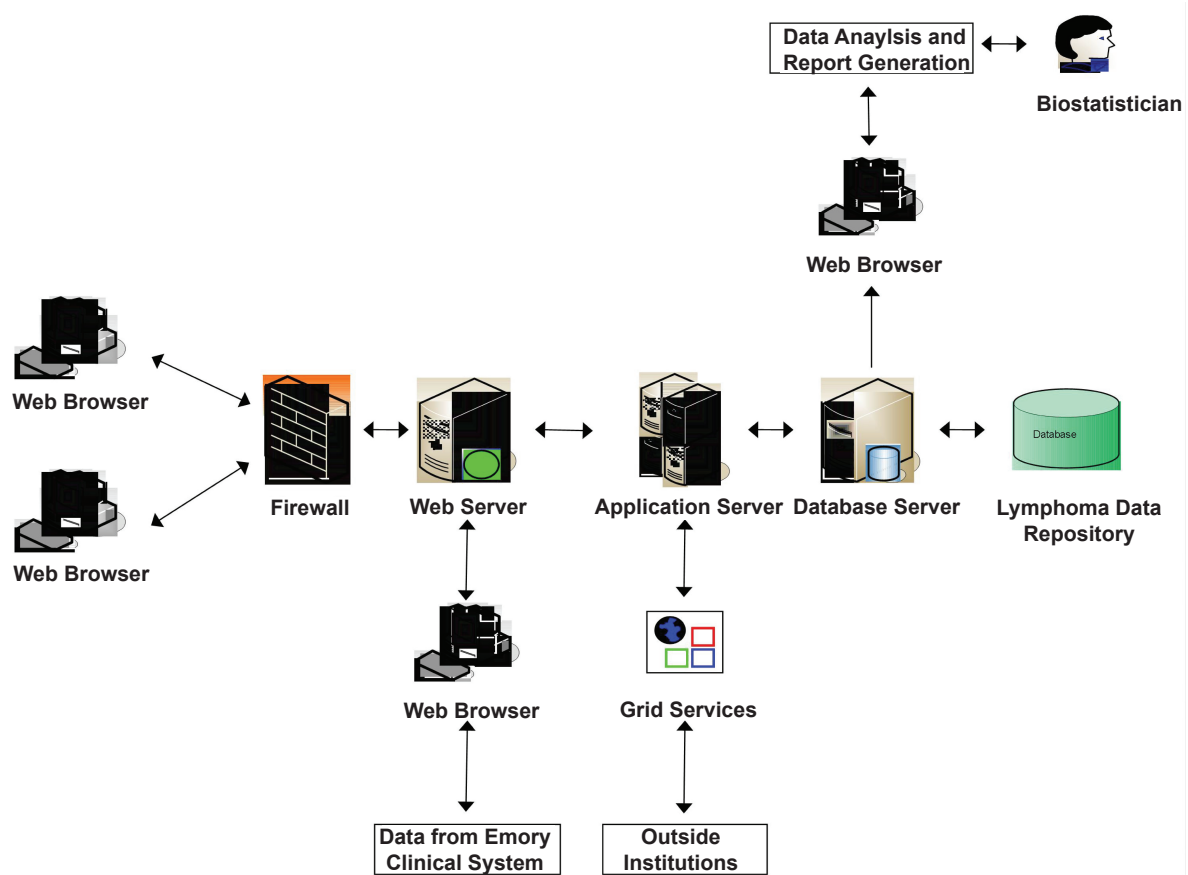 Data Anaylsis and
Report Generation
Biostatistician
Web Browser
Web Browser
Web Browser
Firewall
Web Server
Application Server
Database Server
Database
Lymphoma Data
Repository
Web Browser
Grid Services
Data from Emory
Clinical System
Outside
Institutions